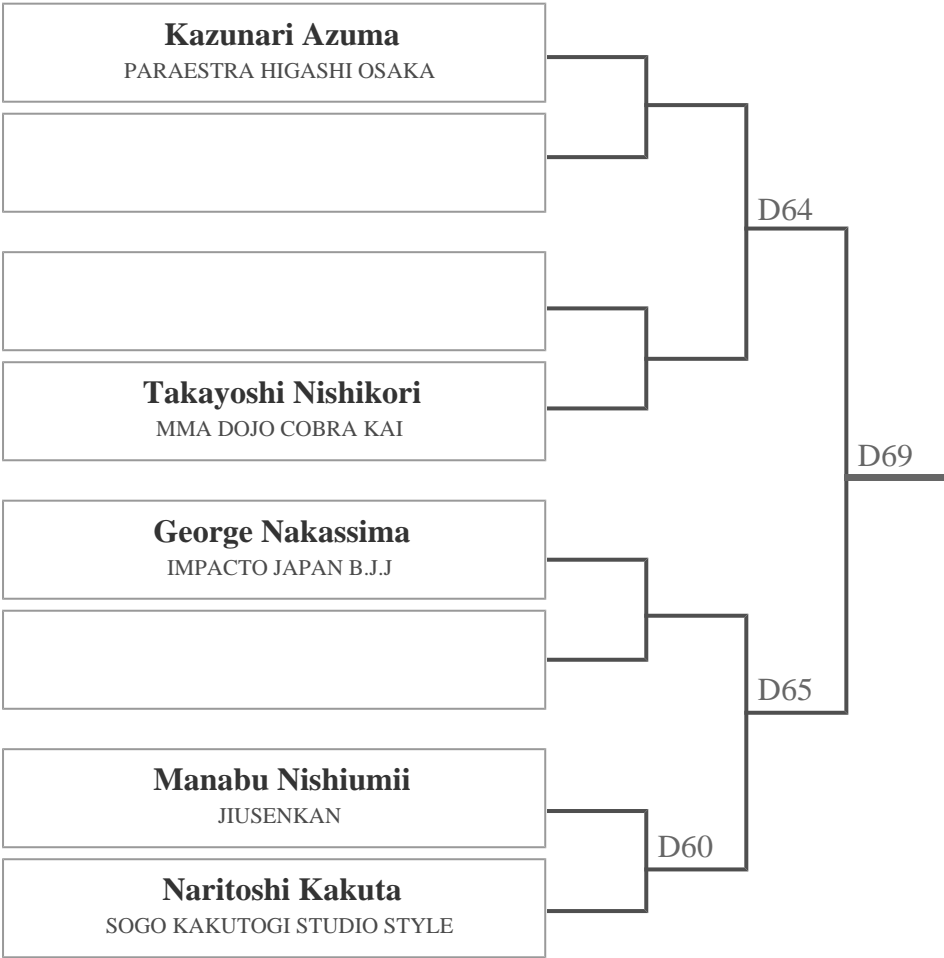 Kazunari Azuma
PARAESTRA HIGASHI OSAKA
D64
Takayoshi Nishikori
MMA DOJO COBRA KAI
D69
George Nakassima
IMPACTO JAPAN B.J.J
D65
Manabu Nishiumii
JIUSENKAN
D60
Naritoshi Kakuta
SOGO KAKUTOGI STUDIO STYLE